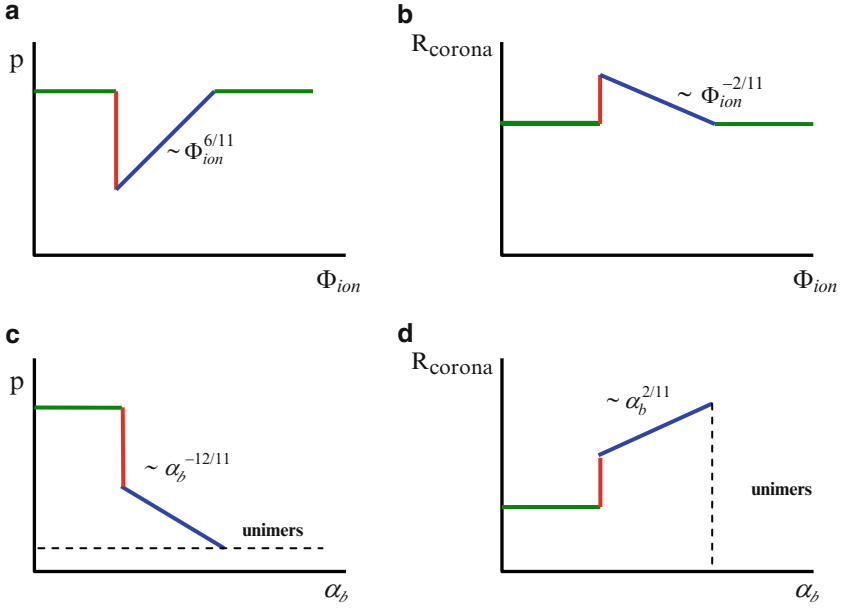 a
p
~ Φ_ion^{6/11}
Φ_ion
b
R_corona
~ Φ_ion^{-2/11}
Φ_ion
c
p
~ α_b^{-12/11}
unimers
α_b
d
R_corona
~ α_b^{2/11}
unimers
α_b